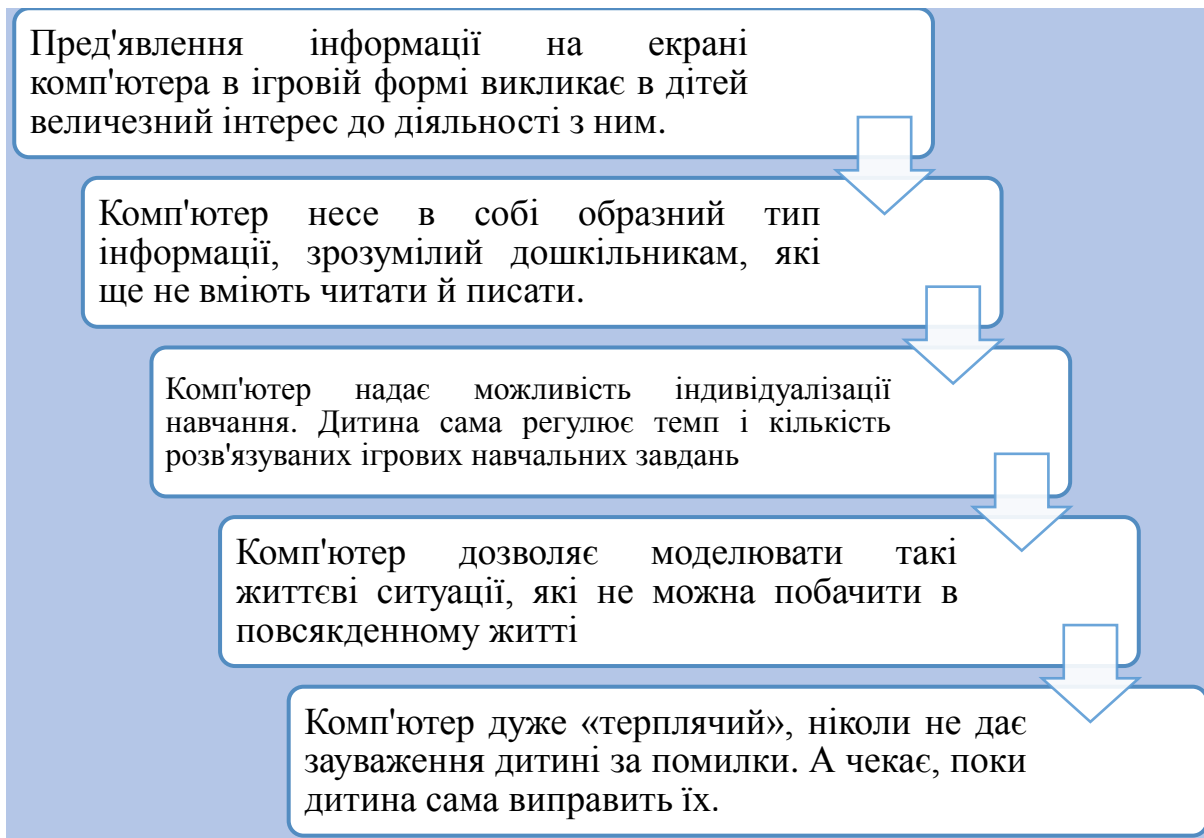 Пред'явлення інформації на екрані
комп'ютера в ігровій формі викликає в дітей
величезний інтерес до діяльності з ним.
Комп'ютер несе в собі образний тип
інформації, зрозумілий дошкільникам, які
ще не вміють читати й писати.
Комп'ютер надає можливість індивідуалізації
навчання. Дитина сама регулює темп і кількість
розв'язуваних ігрових навчальних завдань
Комп'ютер дозволяє моделювати такі
життєві ситуації, які не можна побачити в
повсякденному житті
Комп'ютер дуже «терплячий», ніколи не дає
зауваження дитині за помилки. А чекає, поки
дитина сама виправить їх.